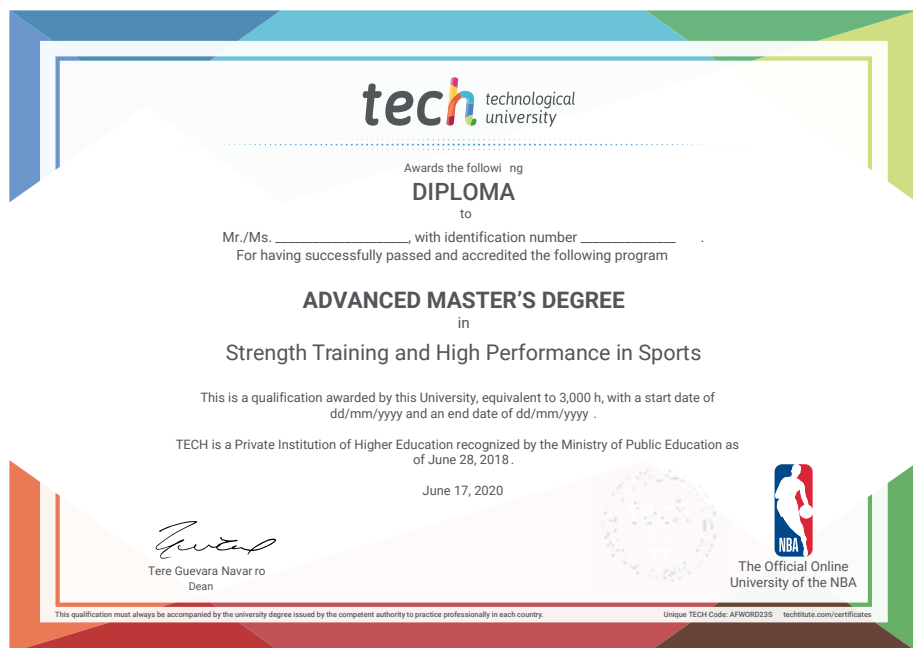 tech technological
university
Awards the followi ng
DIPLOMA
to
Mr./Ms. ____________________, with identification number ______________ .
For having successfully passed and accredited the following program
ADVANCED MASTER’S DEGREE
in
Strength Training and High Performance in Sports
This is a qualification awarded by this University, equivalent to 3,000 h, with a start date of
dd/mm/yyyy and an end date of dd/mm/yyyy .
TECH is a Private Institution of Higher Education recognized by the Ministry of Public Education as
of June 28, 2018.
June 17, 2020
Tere Guevara Navar ro
Dean
NBA
The Official Online
University of the NBA
This qualification must always be accompanied by the university degree issued by the competent authority to practice professionally in each country.
Unique TECH Code: AFWORD23S techtitute.com/certificates